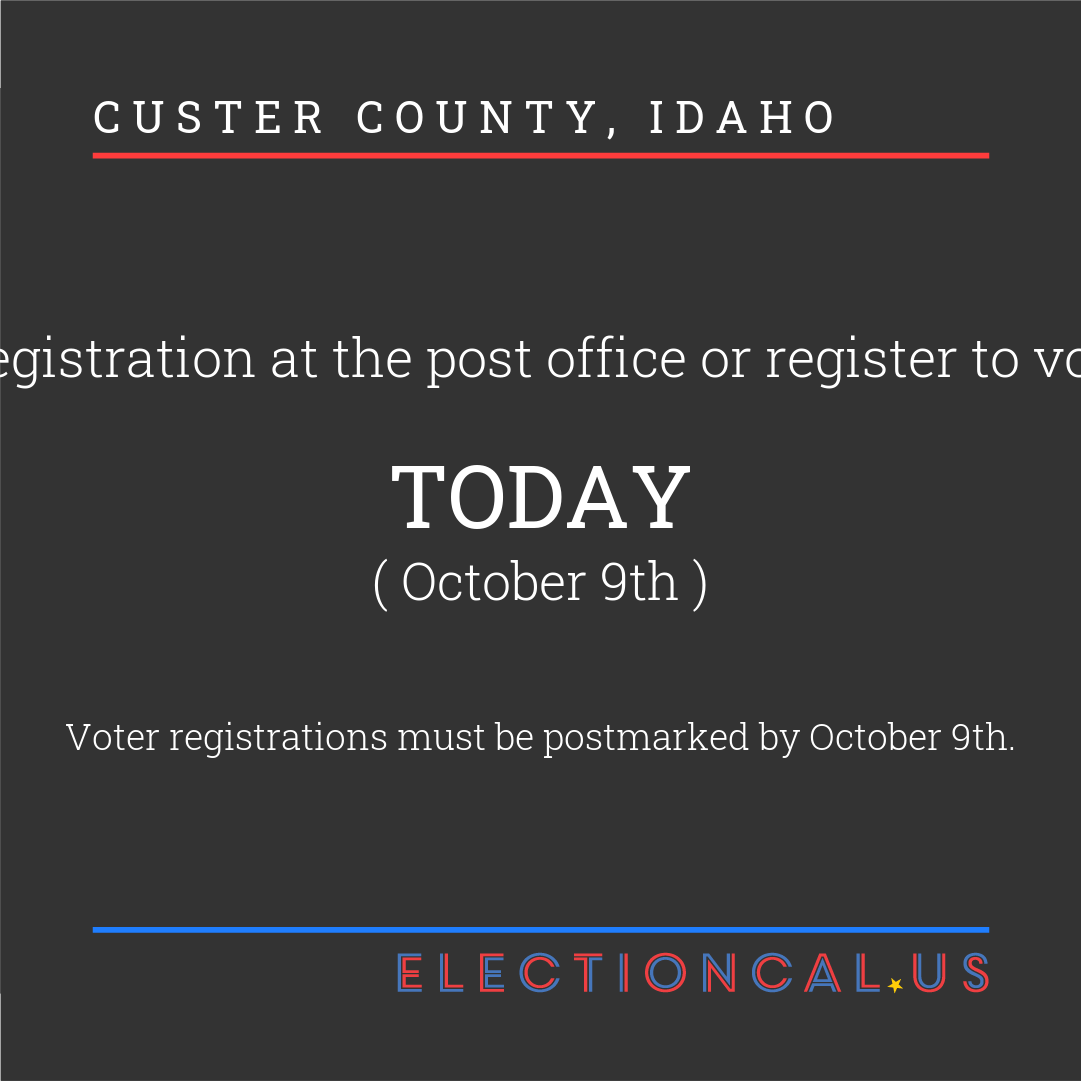 CUSTER COUNTY, IDAHO
egistration at the post office or register to vo
TODAY
( October 9th )
Voter registrations must be postmarked by October 9th.
ELECTIONCAL.US